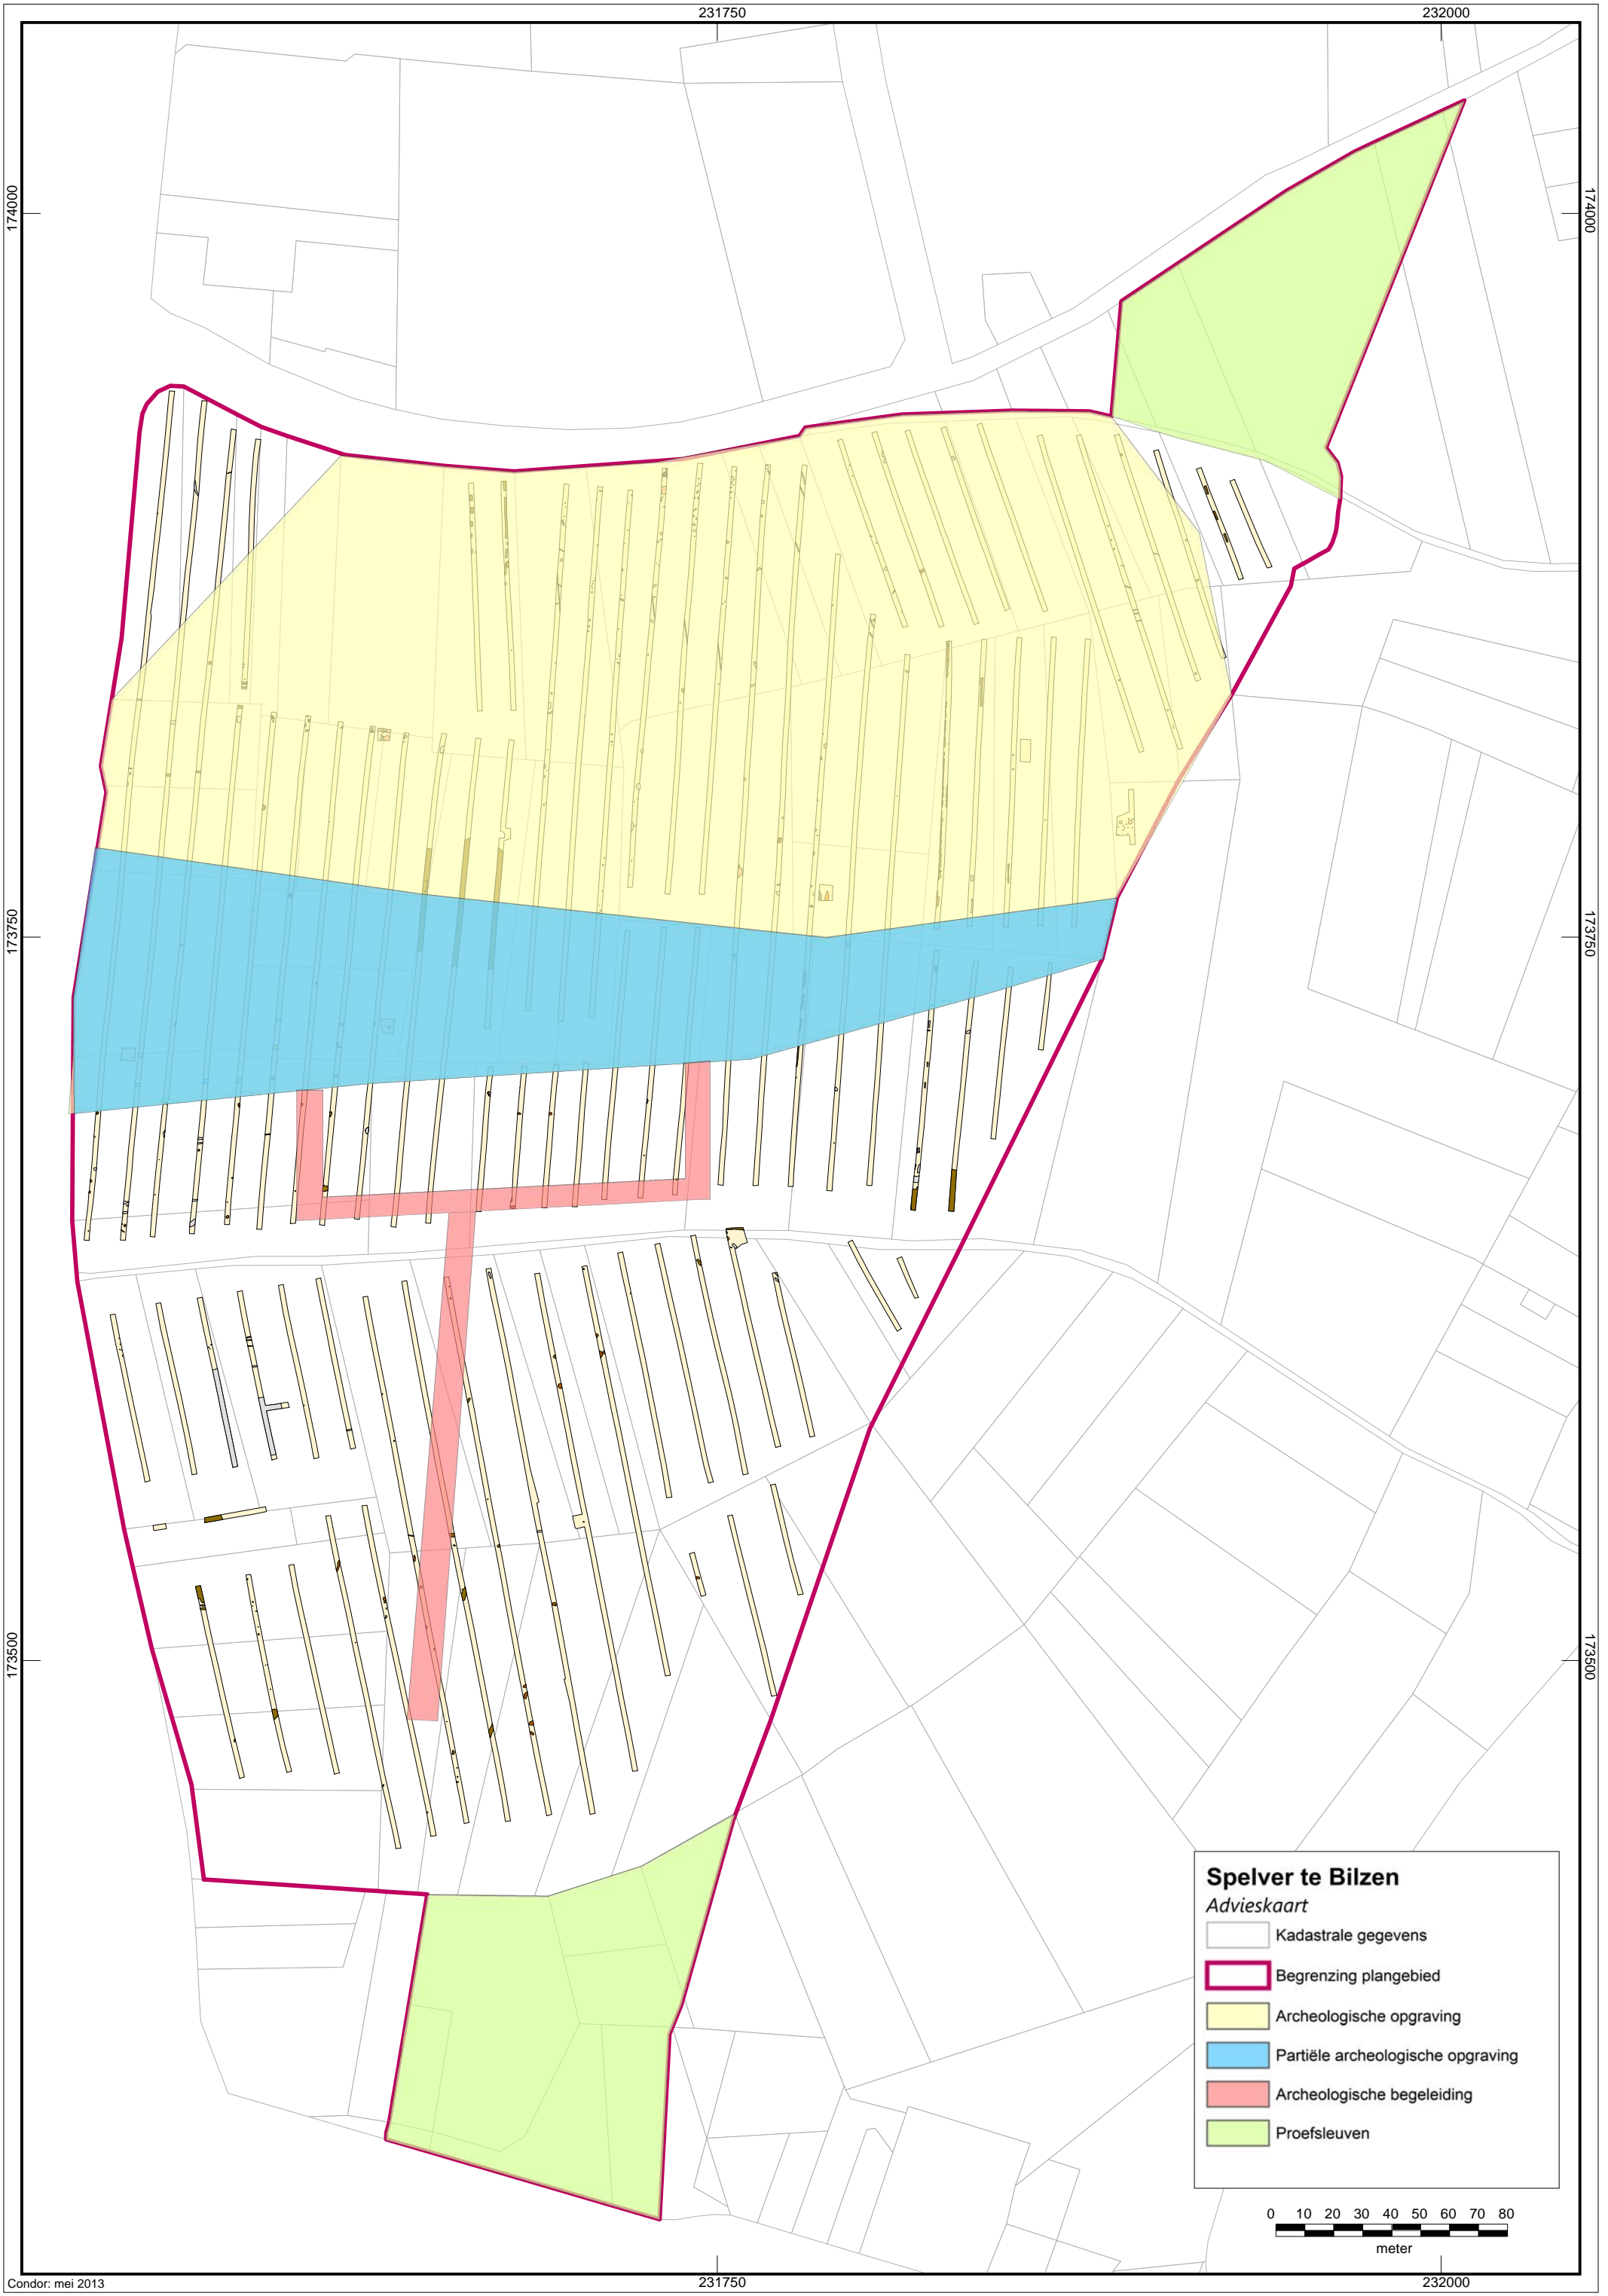 231750
232000
174000
174000
173750
173750
173500
173500
Spelver te Bilzen
Advieskaart
Kadastrale gegevens
Begrenzing plangebied
Archeologische opgraving
Partiële archeologische opgraving
Archeologische begeleiding
Proefsleuven
0 10 20 30 40 50 60 70 80
meter
Condor: mei 2013
231750
232000